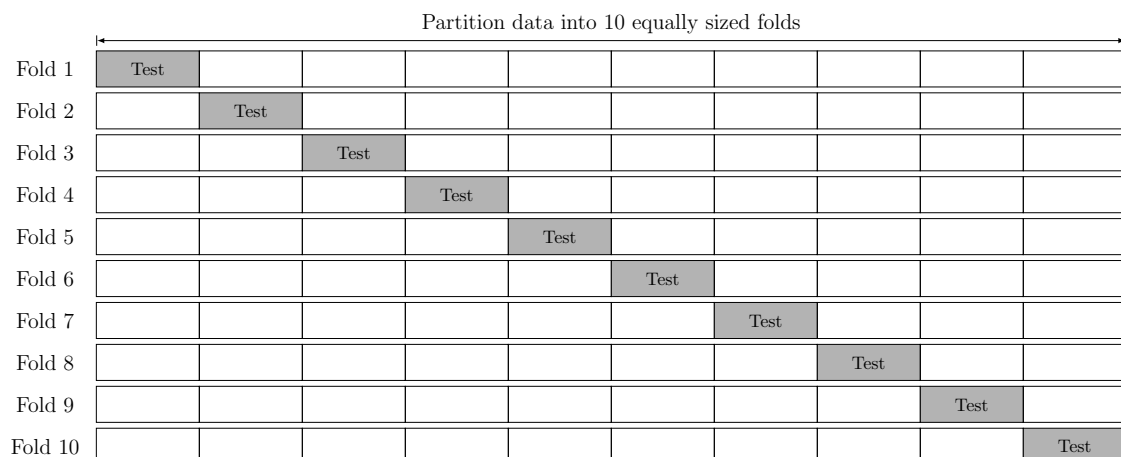 Partition data into 10 equally sized folds
Fold 1 Test
Fold 2 Test
Fold 3 Test
Fold 4 Test
Fold 5 Test
Fold 6 Test
Fold 7 Test
Fold 8 Test
Fold 9 Test
Fold 10 Test